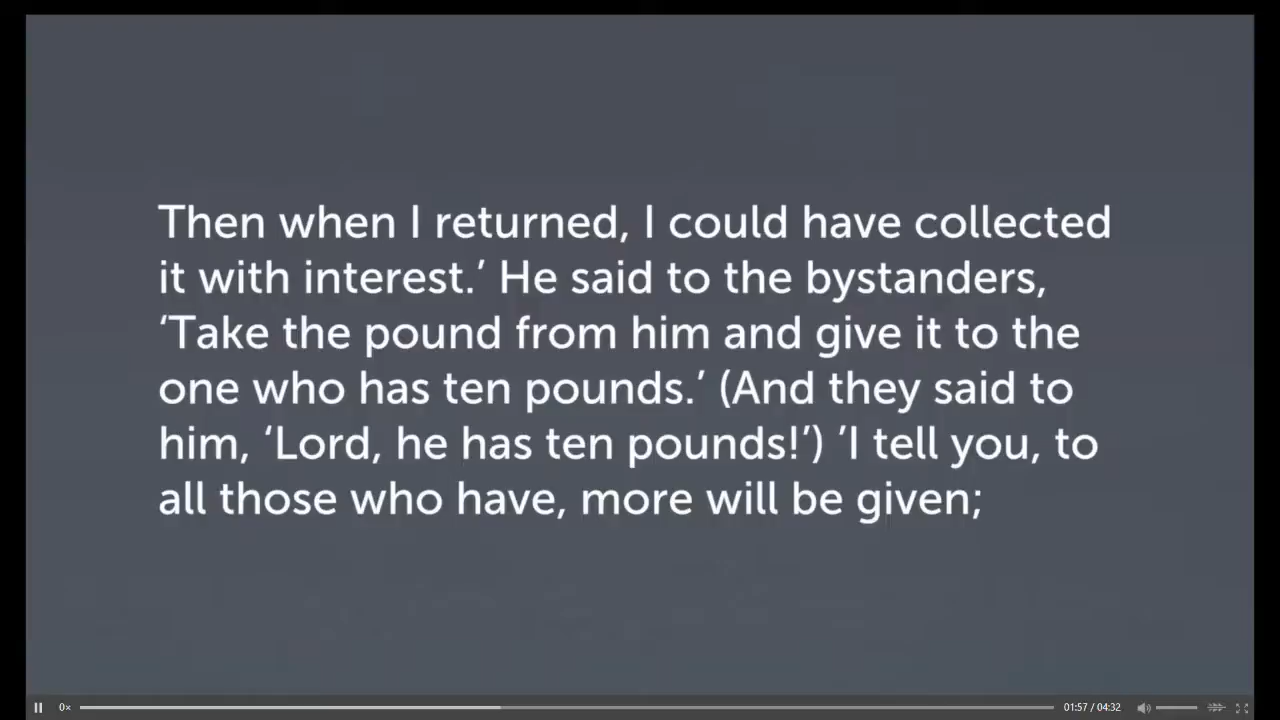 Then when I returned, I could have collected
it with interest.’ He said to the bystanders,
‘Take the pound from him and give it to the
one who has ten pounds.’ (And they said to
him, ‘Lord, he has ten pounds!’) ’I tell you, to
all those who have, more will be given;
0× 01:57 / 04:32